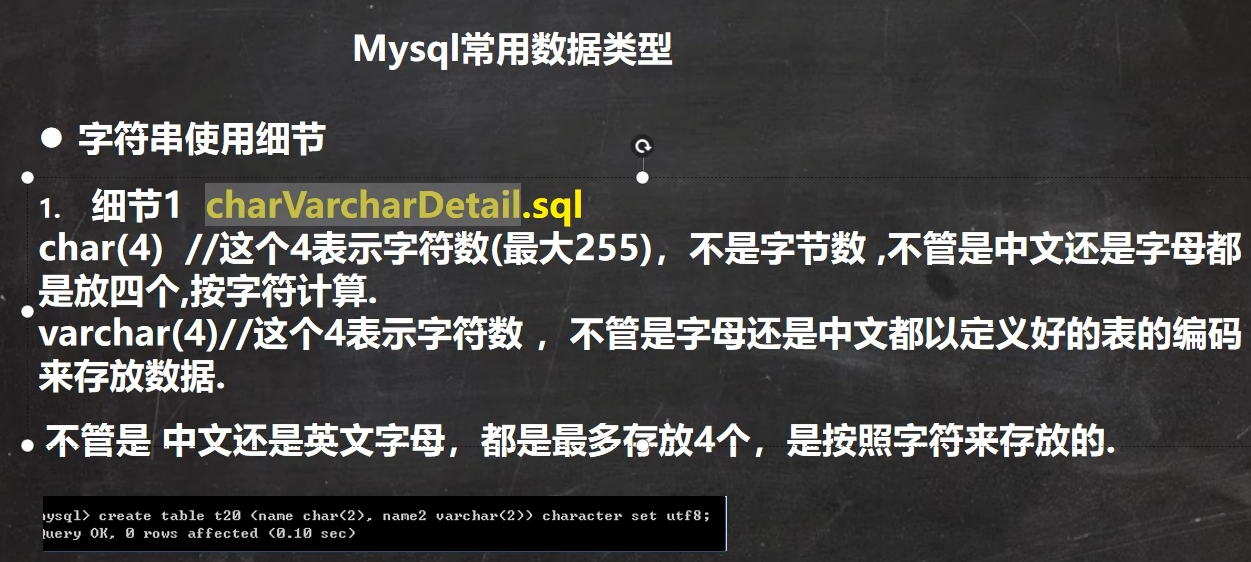 Mysql常用数据类型
● 字符串使用细节
1. 细节1 charVarcharDetail.sql
char(4) //这个4表示字符数(最大255)，不是字节数 ,不管是中文还是字母都
是放四个,按字符计算.
varchar(4)//这个4表示字符数 ，不管是字母还是中文都以定义好的表的编码
来存放数据.
不管是 中文还是英文字母，都是最多存放4个，是按照字符来存放的.
mysql> create table t20 (name char(2), name2 varchar(2)) character set utf8;
Query OK, 0 rows affected (0.10 sec)